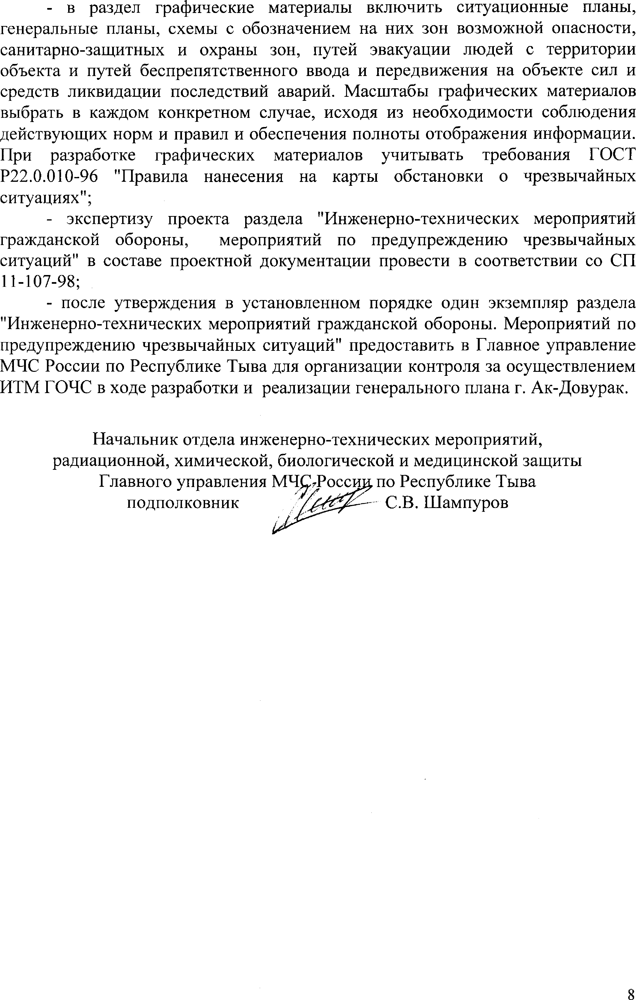 - в раздел графические материалы включить ситуационные планы,
генеральные планы, схемы с обозначением на них зон возможной опасности,
санитарно-защитных и охраны зон, путей эвакуации людей с территории
объекта и путей беспрепятственного ввода и передвижения на объекте сил и
средств ликвидации последствий аварий. Масштабы графических материалов
выбрать в каждом конкретном случае, исходя из необходимости соблюдения
действующих норм и правил и обеспечения полноты отображения информации.
При разработке графических материалов учитывать требования ГОСТ
Р22.0.010-96 "Правила нанесения на карты обстановки о чрезвычайных
ситуациях";
- экспертизу проекта раздела "Инженерно-технических мероприятий
гражданской обороны, мероприятий по предупреждению чрезвычайных
ситуаций" в составе проектной документации провести в соответствии со СП
11-107-98;
- после утверждения в установленном порядке один экземпляр раздела
"Инженерно-технических мероприятий гражданской обороны. Мероприятий по
предупреждению чрезвычайных ситуаций" предоставить в Главное управление
МЧС России по Республике Тыва для организации контроля за осуществлением
ИТМ ГОЧС в ходе разработки и реализации генерального плана г. Ак-Довурак.
Начальник отдела инженерно-технических мероприятий,
радиационной, химической, биологической и медицинской защиты
Главного управления МЧС России по Республике Тыва
подполковник С.В. Шампуров
8